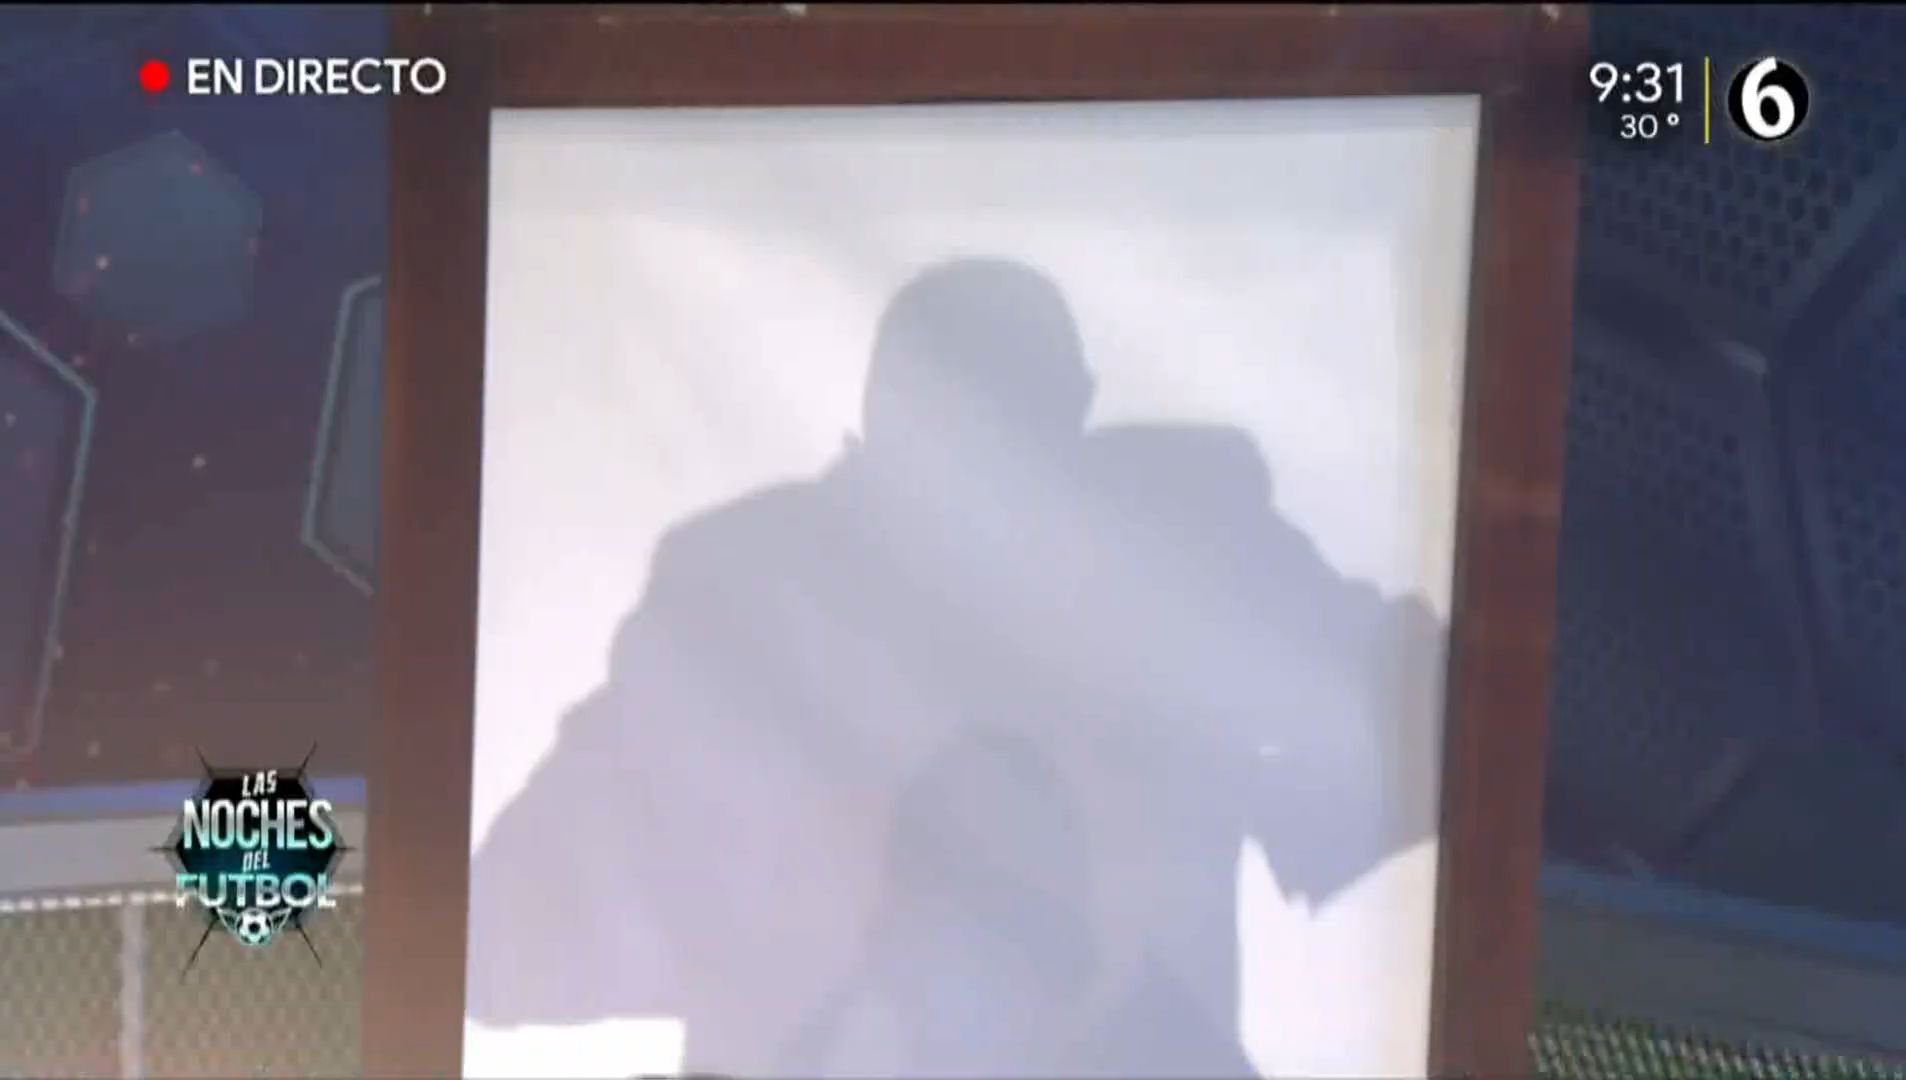 EN DIRECTO
9:31
30°
6
LAS
NOCHES
DEL
FUTBOL